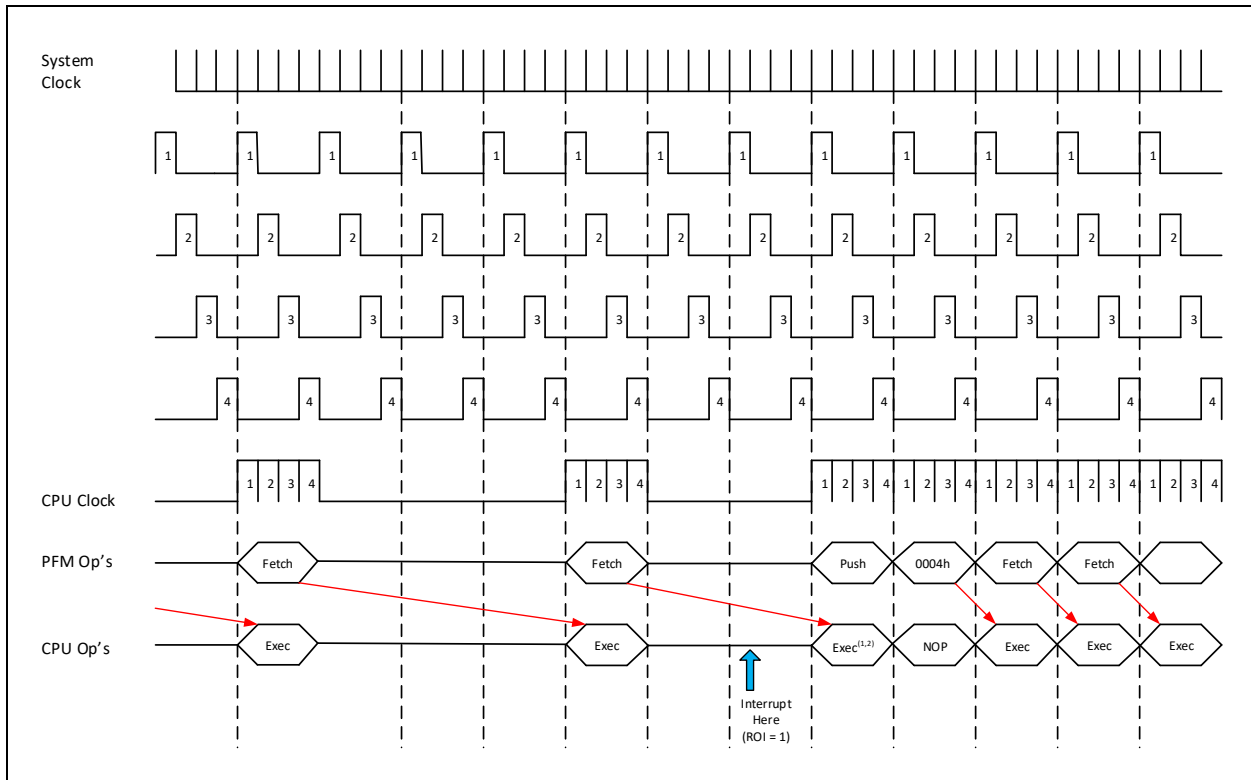 System
Clock
1 1 1 1 1 1 1 1 1 1 1 1 1
2 2 2 2 2 2 2 2 2 2 2 2 2
3 3 3 3 3 3 3 3 3 3 3 3 3
4 4 4 4 4 4 4 4 4 4 4 4 4
CPU Clock 1 2 3 4 1 2 3 4 1 2 3 4 1 2 3 4 1 2 3 4 1 2 3 4 1 2 3 4
PFM Op's Fetch Fetch Push 0004h Fetch Fetch
CPU Op's Exec Exec Exec(1,2) NOP Exec Exec Exec
Interrupt
Here
(ROI = 1)